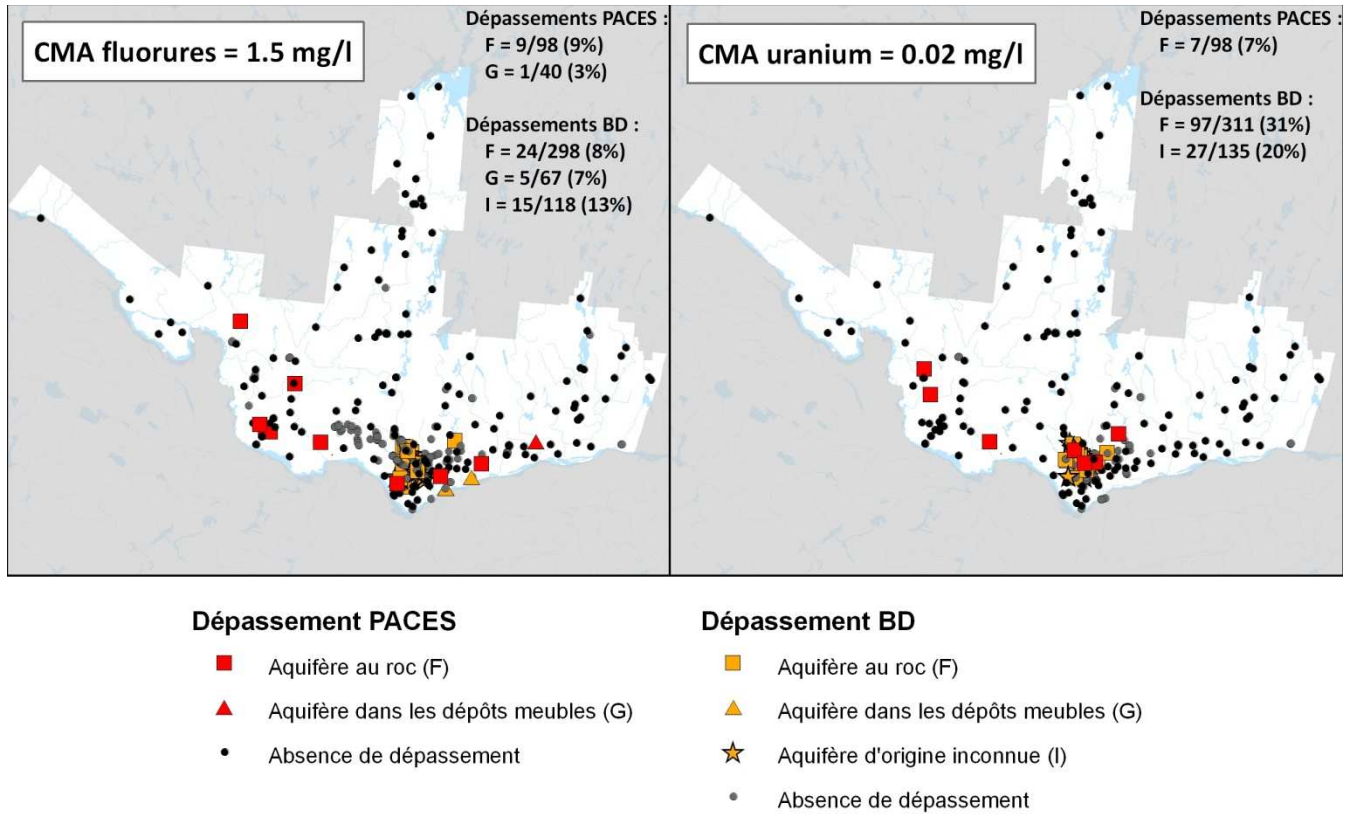 CMA fluorures = 1.5 mg/l
Dépassements PACES :
F = 9/98 (9%)
G = 1/40 (3%)
Dépassements BD :
F = 24/298 (8%)
G = 5/67 (7%)
I = 15/118 (13%)
CMA uranium = 0.02 mg/l
Dépassements PACES :
F = 7/98 (7%)
Dépassements BD :
F = 97/311 (31%)
I = 27/135 (20%)
Dépassement PACES
Aquifère au roc (F)
Aquifère dans les dépôts meubles (G)
Absence de dépassement
Dépassement BD
Aquifère au roc (F)
Aquifère dans les dépôts meubles (G)
Aquifère d'origine inconnue (I)
Absence de dépassement